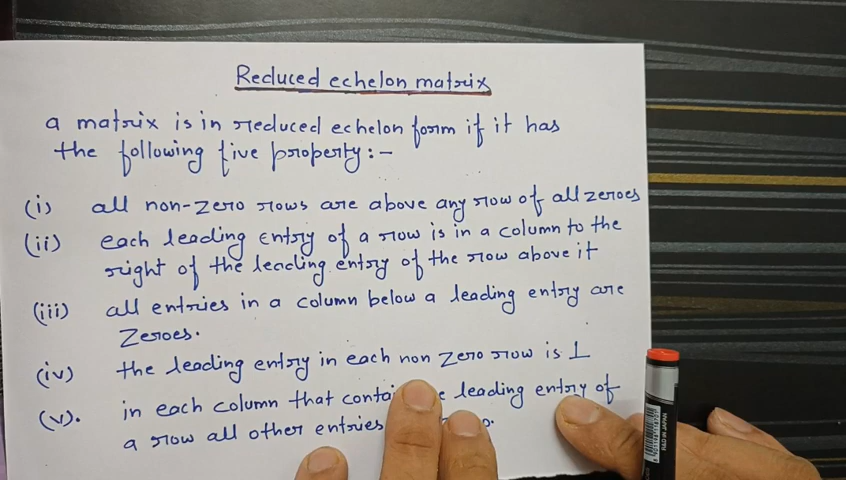 Reduced echelon matrix
a matrix is in reduced echelon form if it has
the following five property:-
(i) all non-zero rows are above any row of all zeroes
(ii) each leading entry of a row is in a column to the
right of the leading entry of the row above it
(iii) all entries in a column below a leading entry are
zeroes.
(iv) the leading entry in each non zero row is 1
(v). in each column that leading entry of
a row all other entries